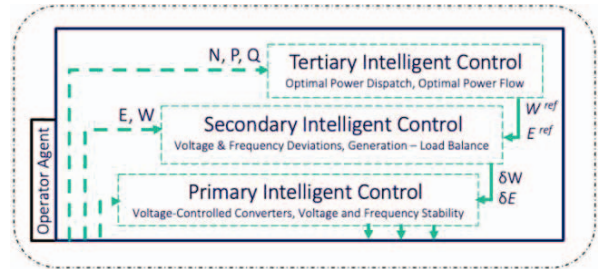 N, P, Q
Tertiary Intelligent Control
Optimal Power Dispatch, Optimal Power Flow
W ref
E ref
E, W
Secondary Intelligent Control
Voltage & Frequency Deviations, Generation – Load Balance
δW
δE
Primary Intelligent Control
Voltage-Controlled Converters, Voltage and Frequency Stability
Operator Agent